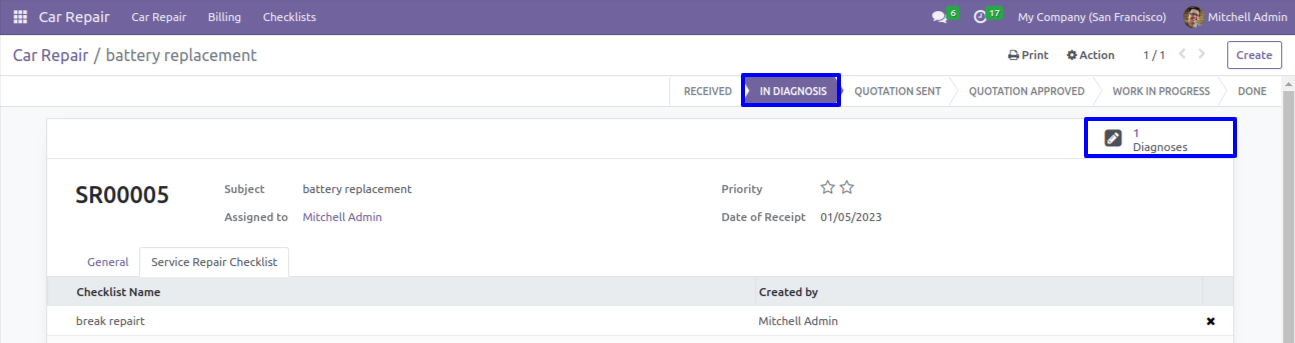 Car Repair Car Repair Billing Checklists 6 17 My Company (San Francisco) Mitchell Admin
Car Repair / battery replacement Print Action 1 / 1 Create
RECEIVED IN DIAGNOSIS QUOTATION SENT QUOTATION APPROVED WORK IN PROGRESS DONE
1
Diagnoses
SR00005 Subject battery replacement Priority
Assigned to Mitchell Admin Date of Receipt 01/05/2023
General Service Repair Checklist
Checklist Name Created by
break repairt Mitchell Admin